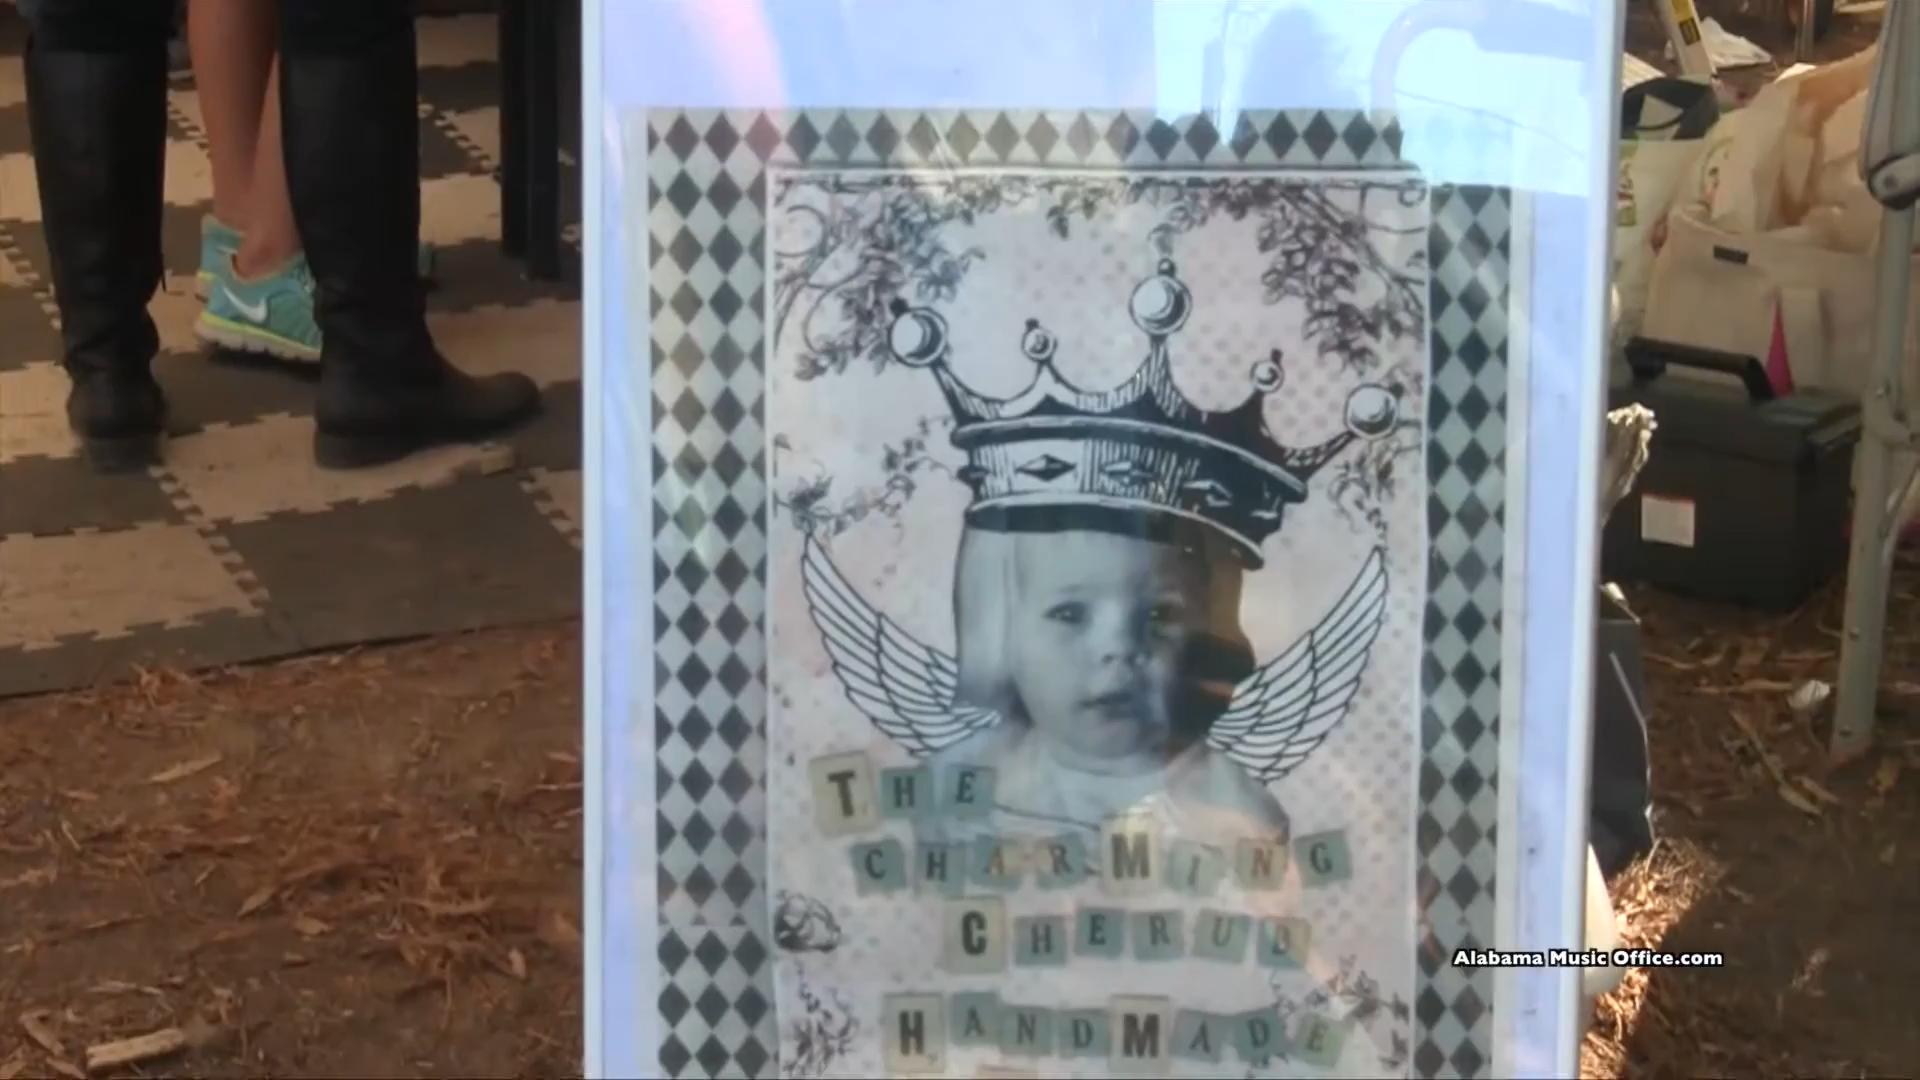 THE
CHARMING
CHERUB
HANDMADE
Alabama Music Office.com